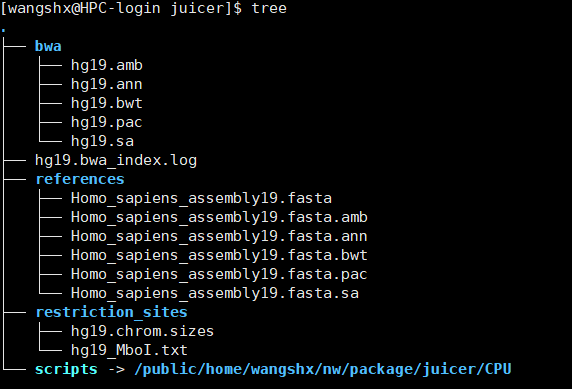 [wangshx@HPC-login juicer]$ tree
.
├── bwa
│   ├── hg19.amb
│   ├── hg19.ann
│   ├── hg19.bwt
│   ├── hg19.pac
│   └── hg19.sa
├── hg19.bwa_index.log
├── references
│   ├── Homo_sapiens_assembly19.fasta
│   ├── Homo_sapiens_assembly19.fasta.amb
│   ├── Homo_sapiens_assembly19.fasta.ann
│   ├── Homo_sapiens_assembly19.fasta.bwt
│   ├── Homo_sapiens_assembly19.fasta.pac
│   └── Homo_sapiens_assembly19.fasta.sa
├── restriction_sites
│   ├── hg19.chrom.sizes
│   └── hg19_MboI.txt
└── scripts -> /public/home/wangshx/nw/package/juicer/CPU